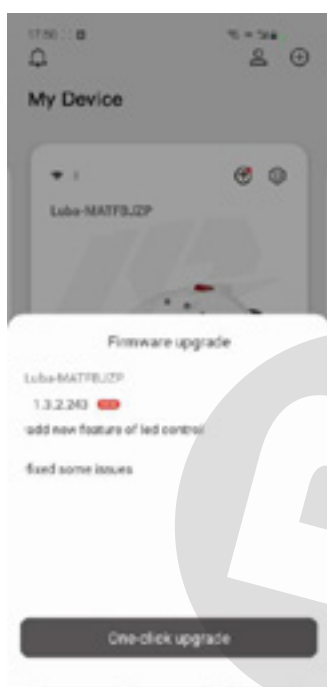 My Device
Luba-MATFBJZP
Firmware upgrade
Luba-MATFBJZP
1.3.2.243
add new feature of led control
fixed some issues
One-click upgrade